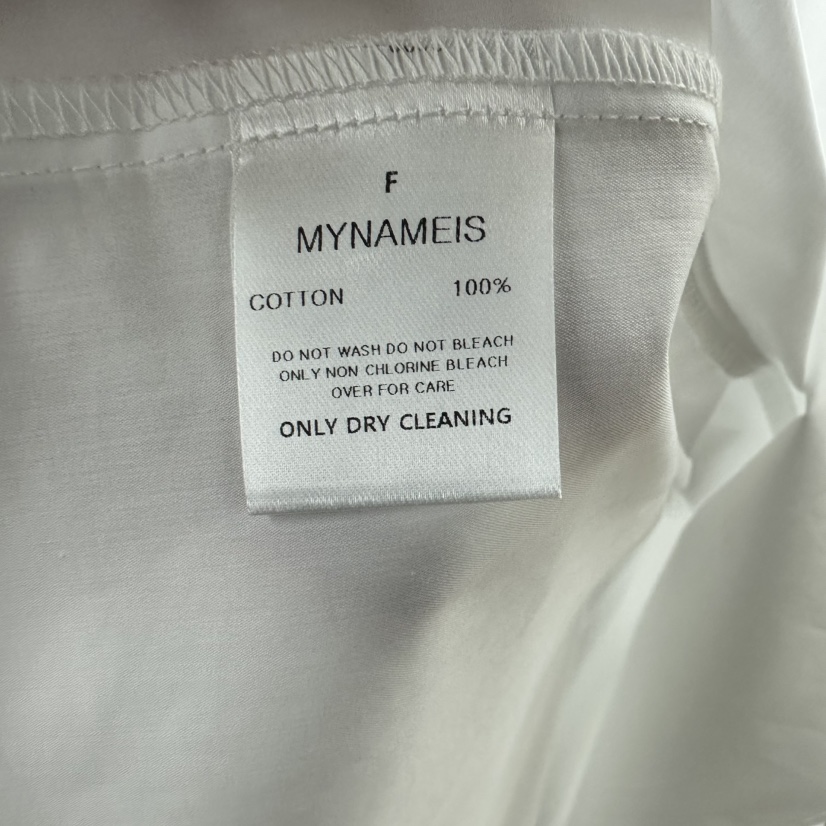 F
MYNAMEIS
COTTON 100%
DO NOT WASH DO NOT BLEACH
ONLY NON CHLORINE BLEACH
OVER FOR CARE
ONLY DRY CLEANING